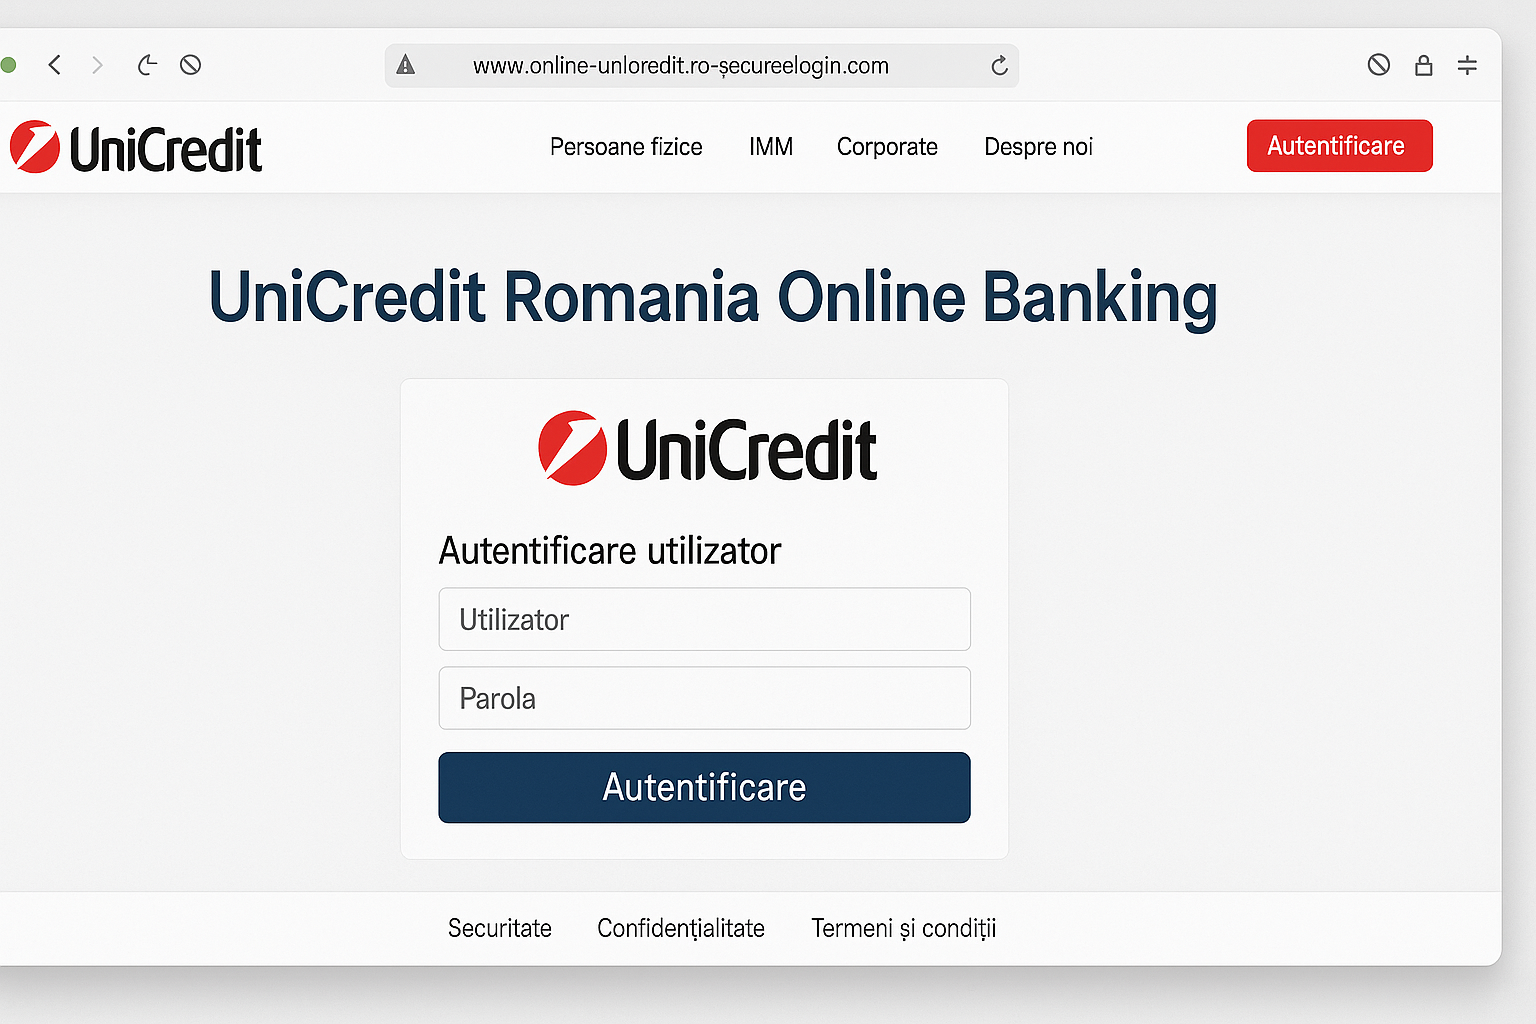 www.online-unloredit.ro-șecureelogin.com
UniCredit
Persoane fizice
IMM
Corporate
Despre noi
Autentificare
UniCredit Romania Online Banking
UniCredit
Autentificare utilizator
Utilizator
Parola
Autentificare
Securitate
Confidențialitate
Termeni și condiții